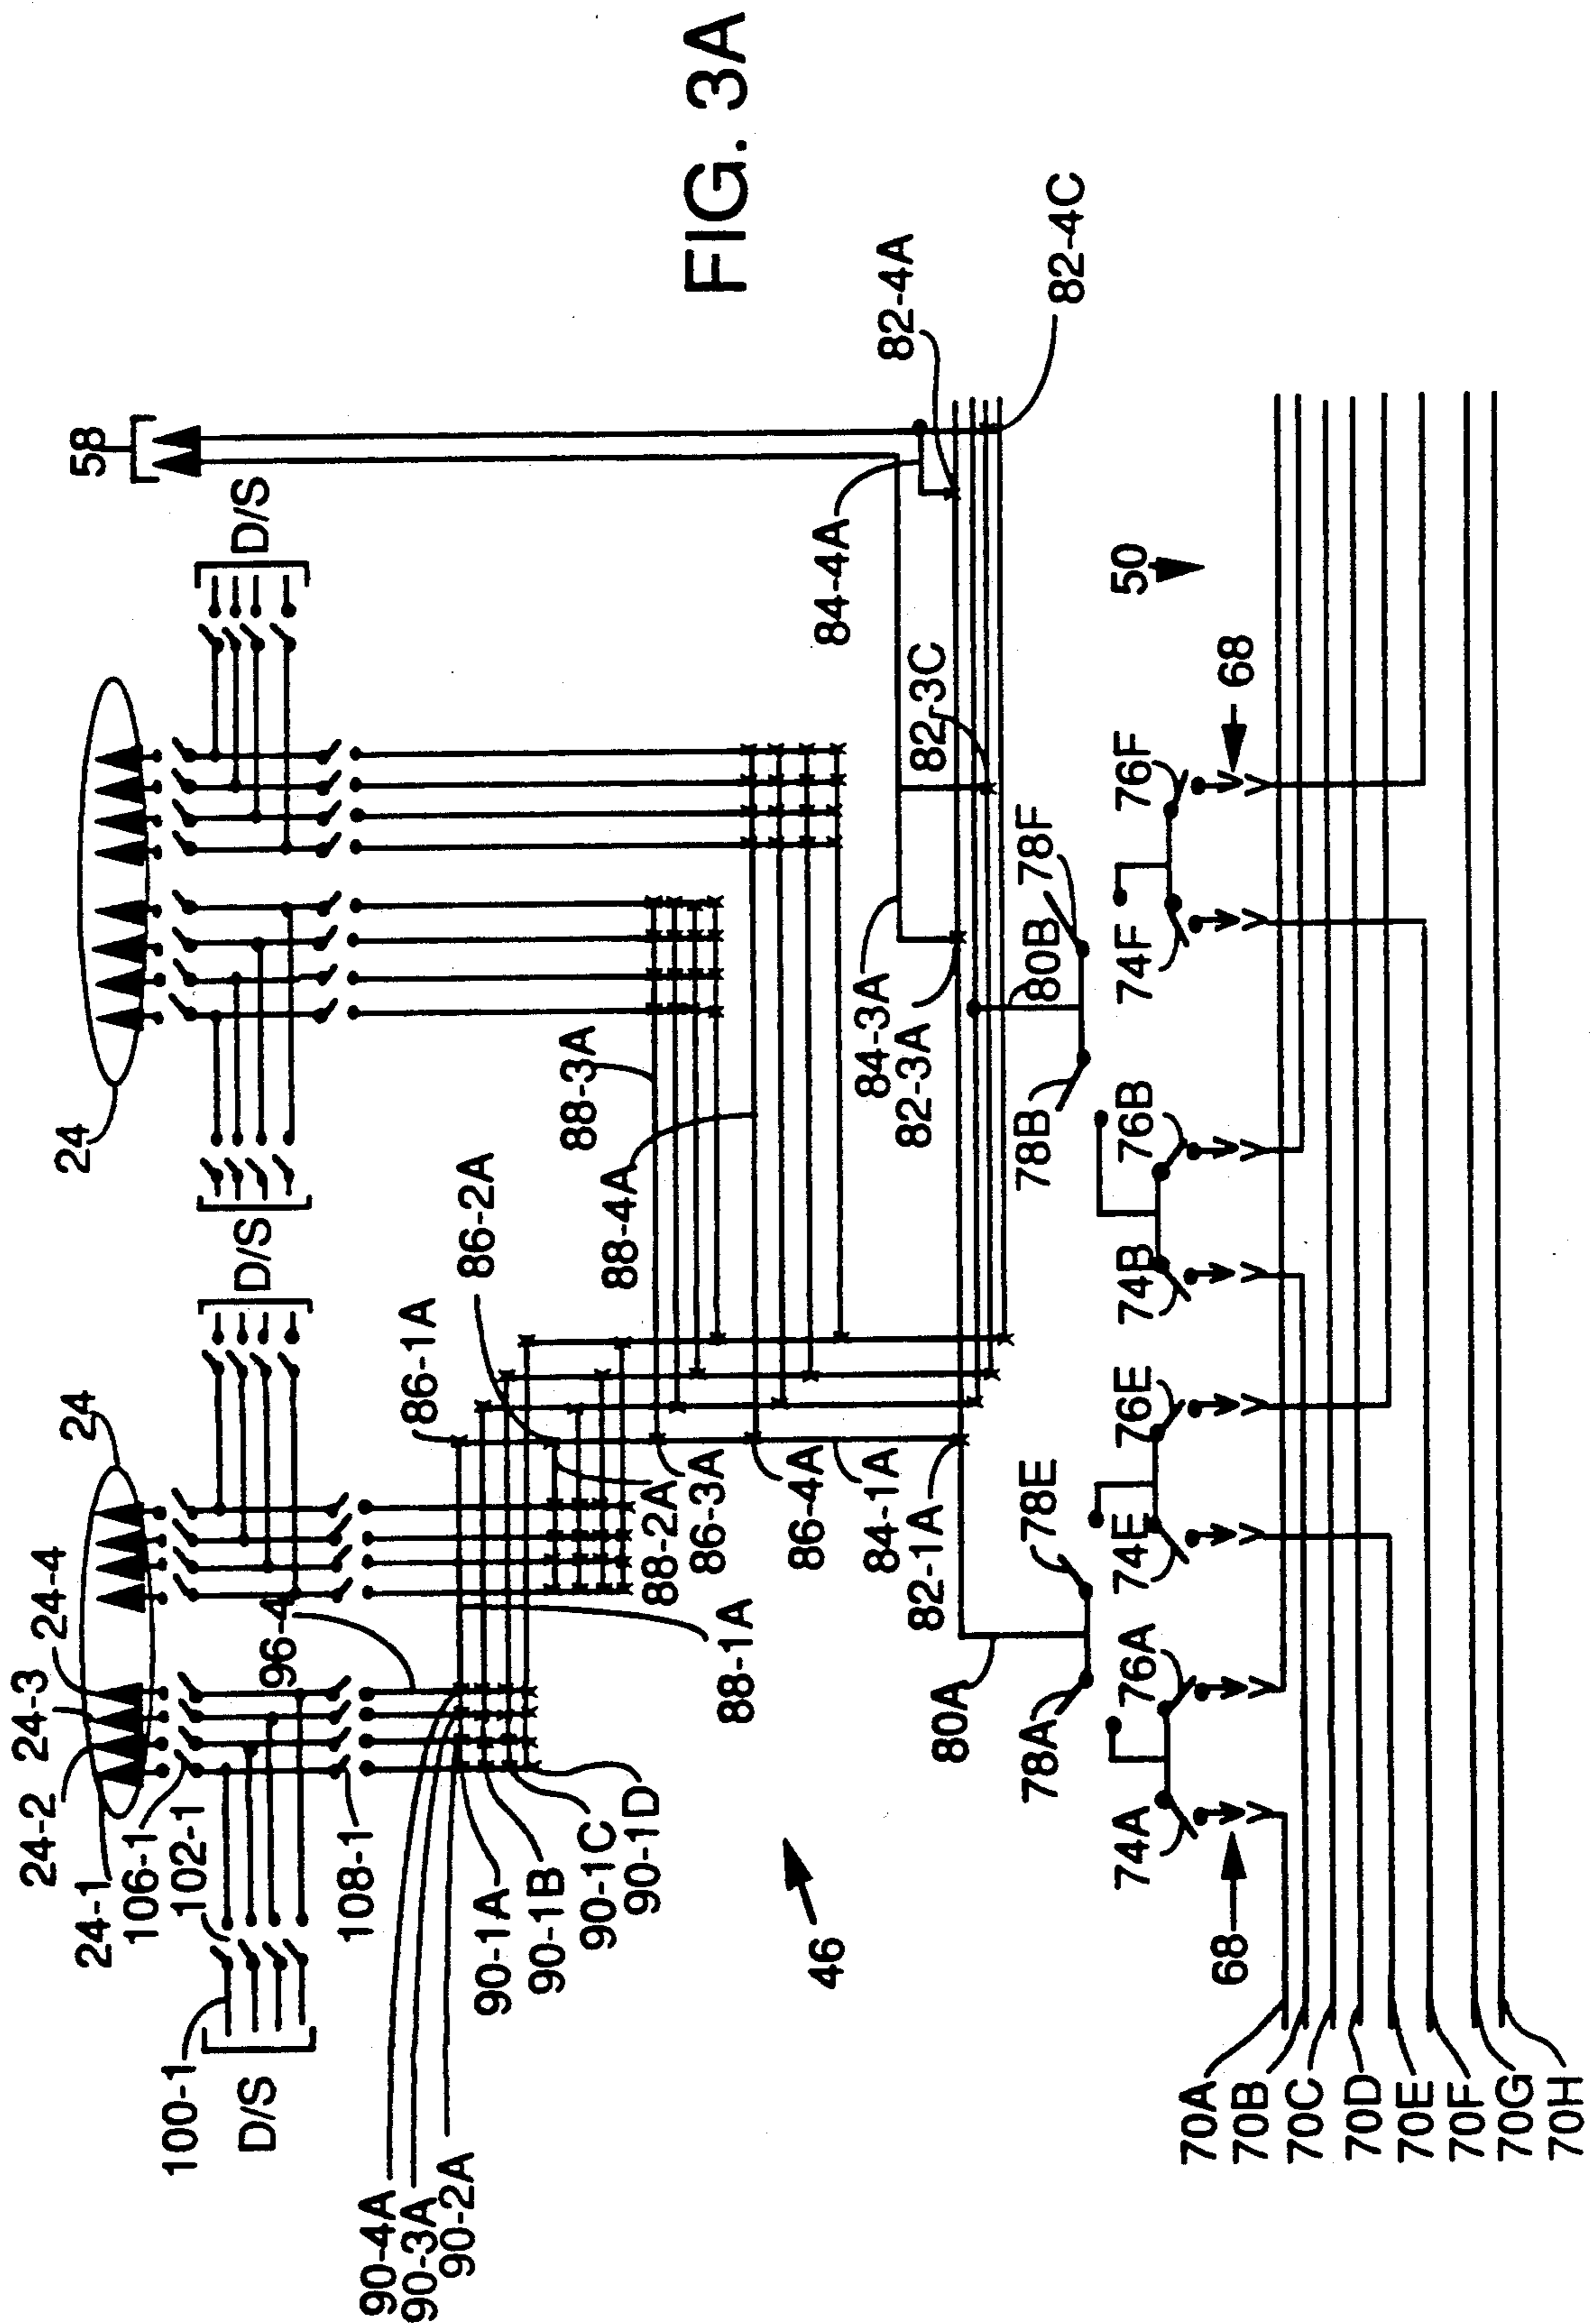 FIG. 3A
58
24
24
24-4
24-3
24-2
24-1
106-1
102-1
100-1
D/S
D/S
D/S
D/S
108-1
96-4
86-1A
86-2A
88-3A
88-4A
88-2A
86-3A
86-4A
84-1A
82-1A
88-1A
90-4A
90-3A
90-2A
90-1A
90-1B
90-1C
90-1D
46
84-3A
82-3A
84-4A
82-3C
82-4A
82-4C
50
80A
80B
78A
78E
78B
78F
74A
76A
74E
76E
74B
76B
74F
76F
68
68
70A
70B
70C
70D
70E
70F
70G
70H